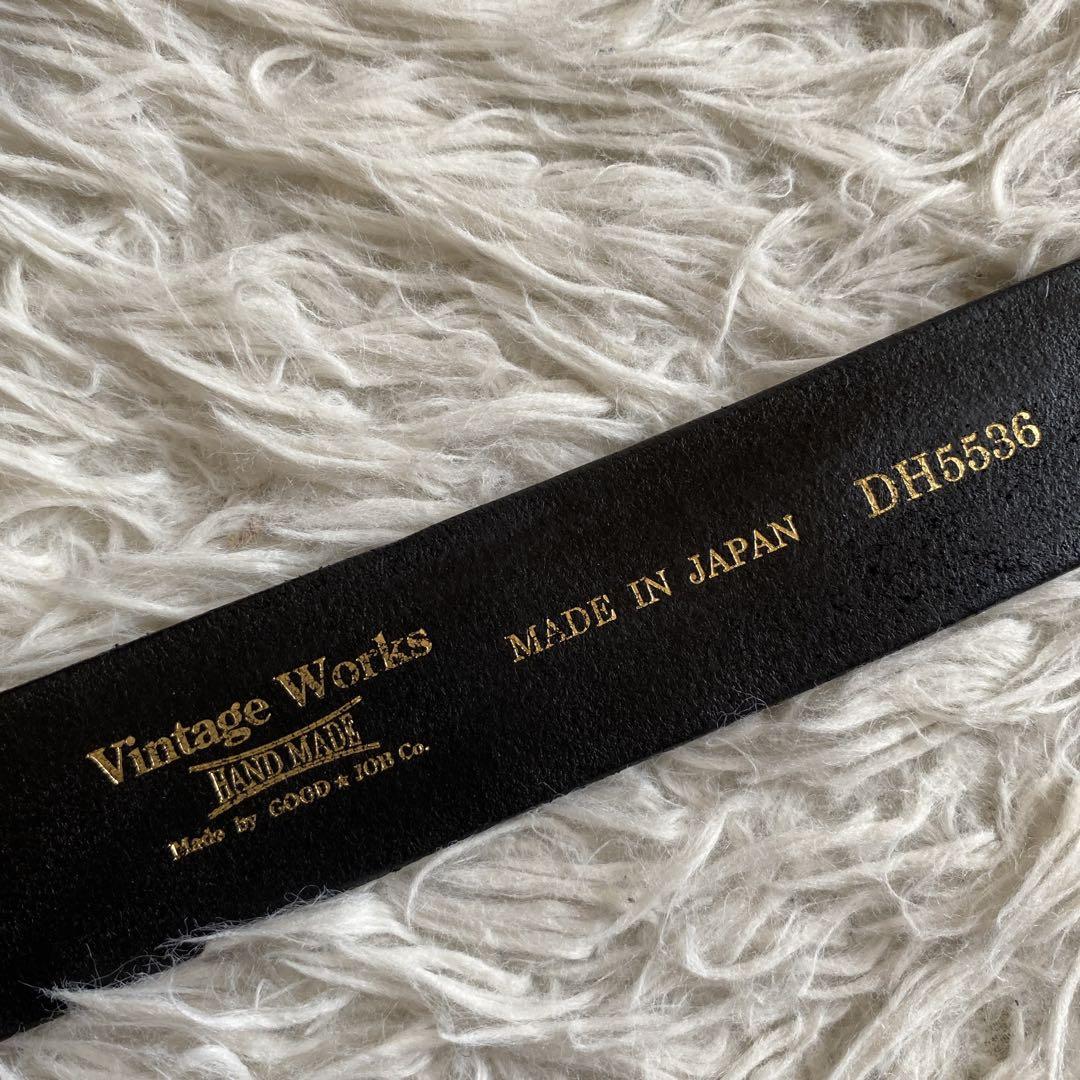 Vintage Works
HAND MADE
Made by GOOD★JOB Co.
MADE IN JAPAN
DH5536